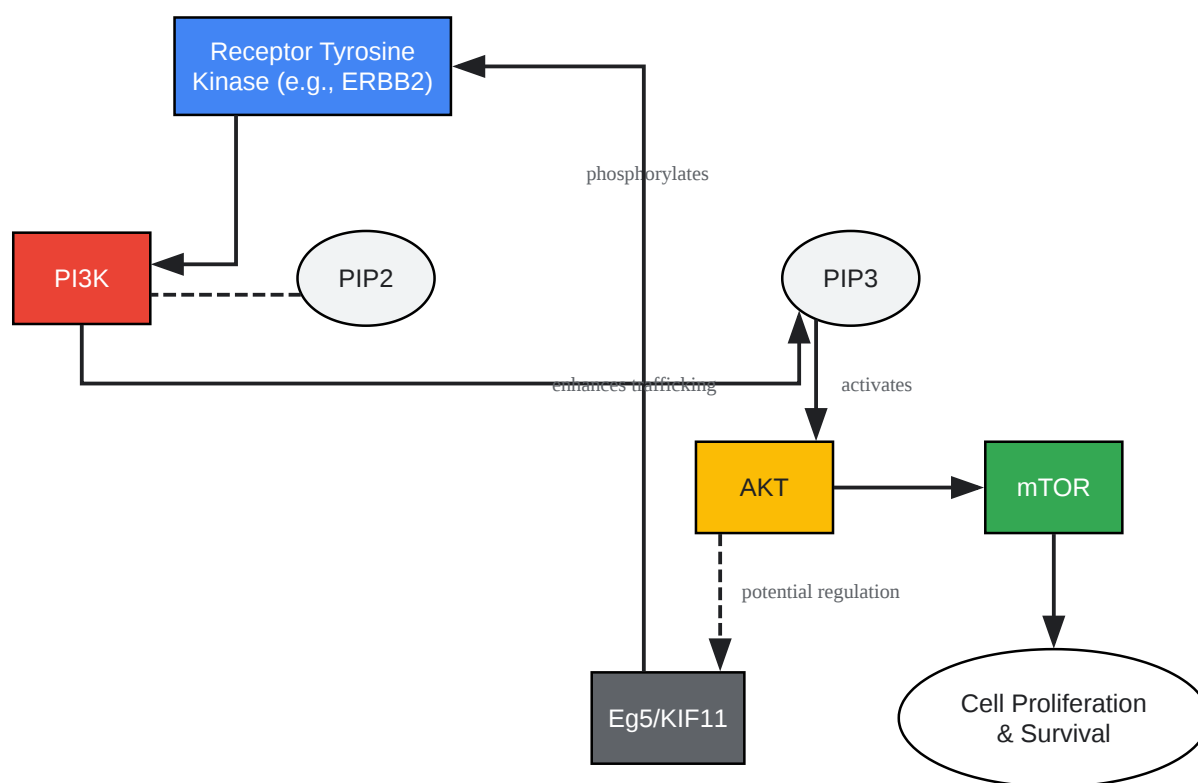 Receptor Tyrosine
Kinase (e.g., ERBB2)
phosphorylates
PI3K
PIP2
PIP3
enhances trafficking
activates
AKT
mTOR
potential regulation
Eg5/KIF11
Cell Proliferation
& Survival